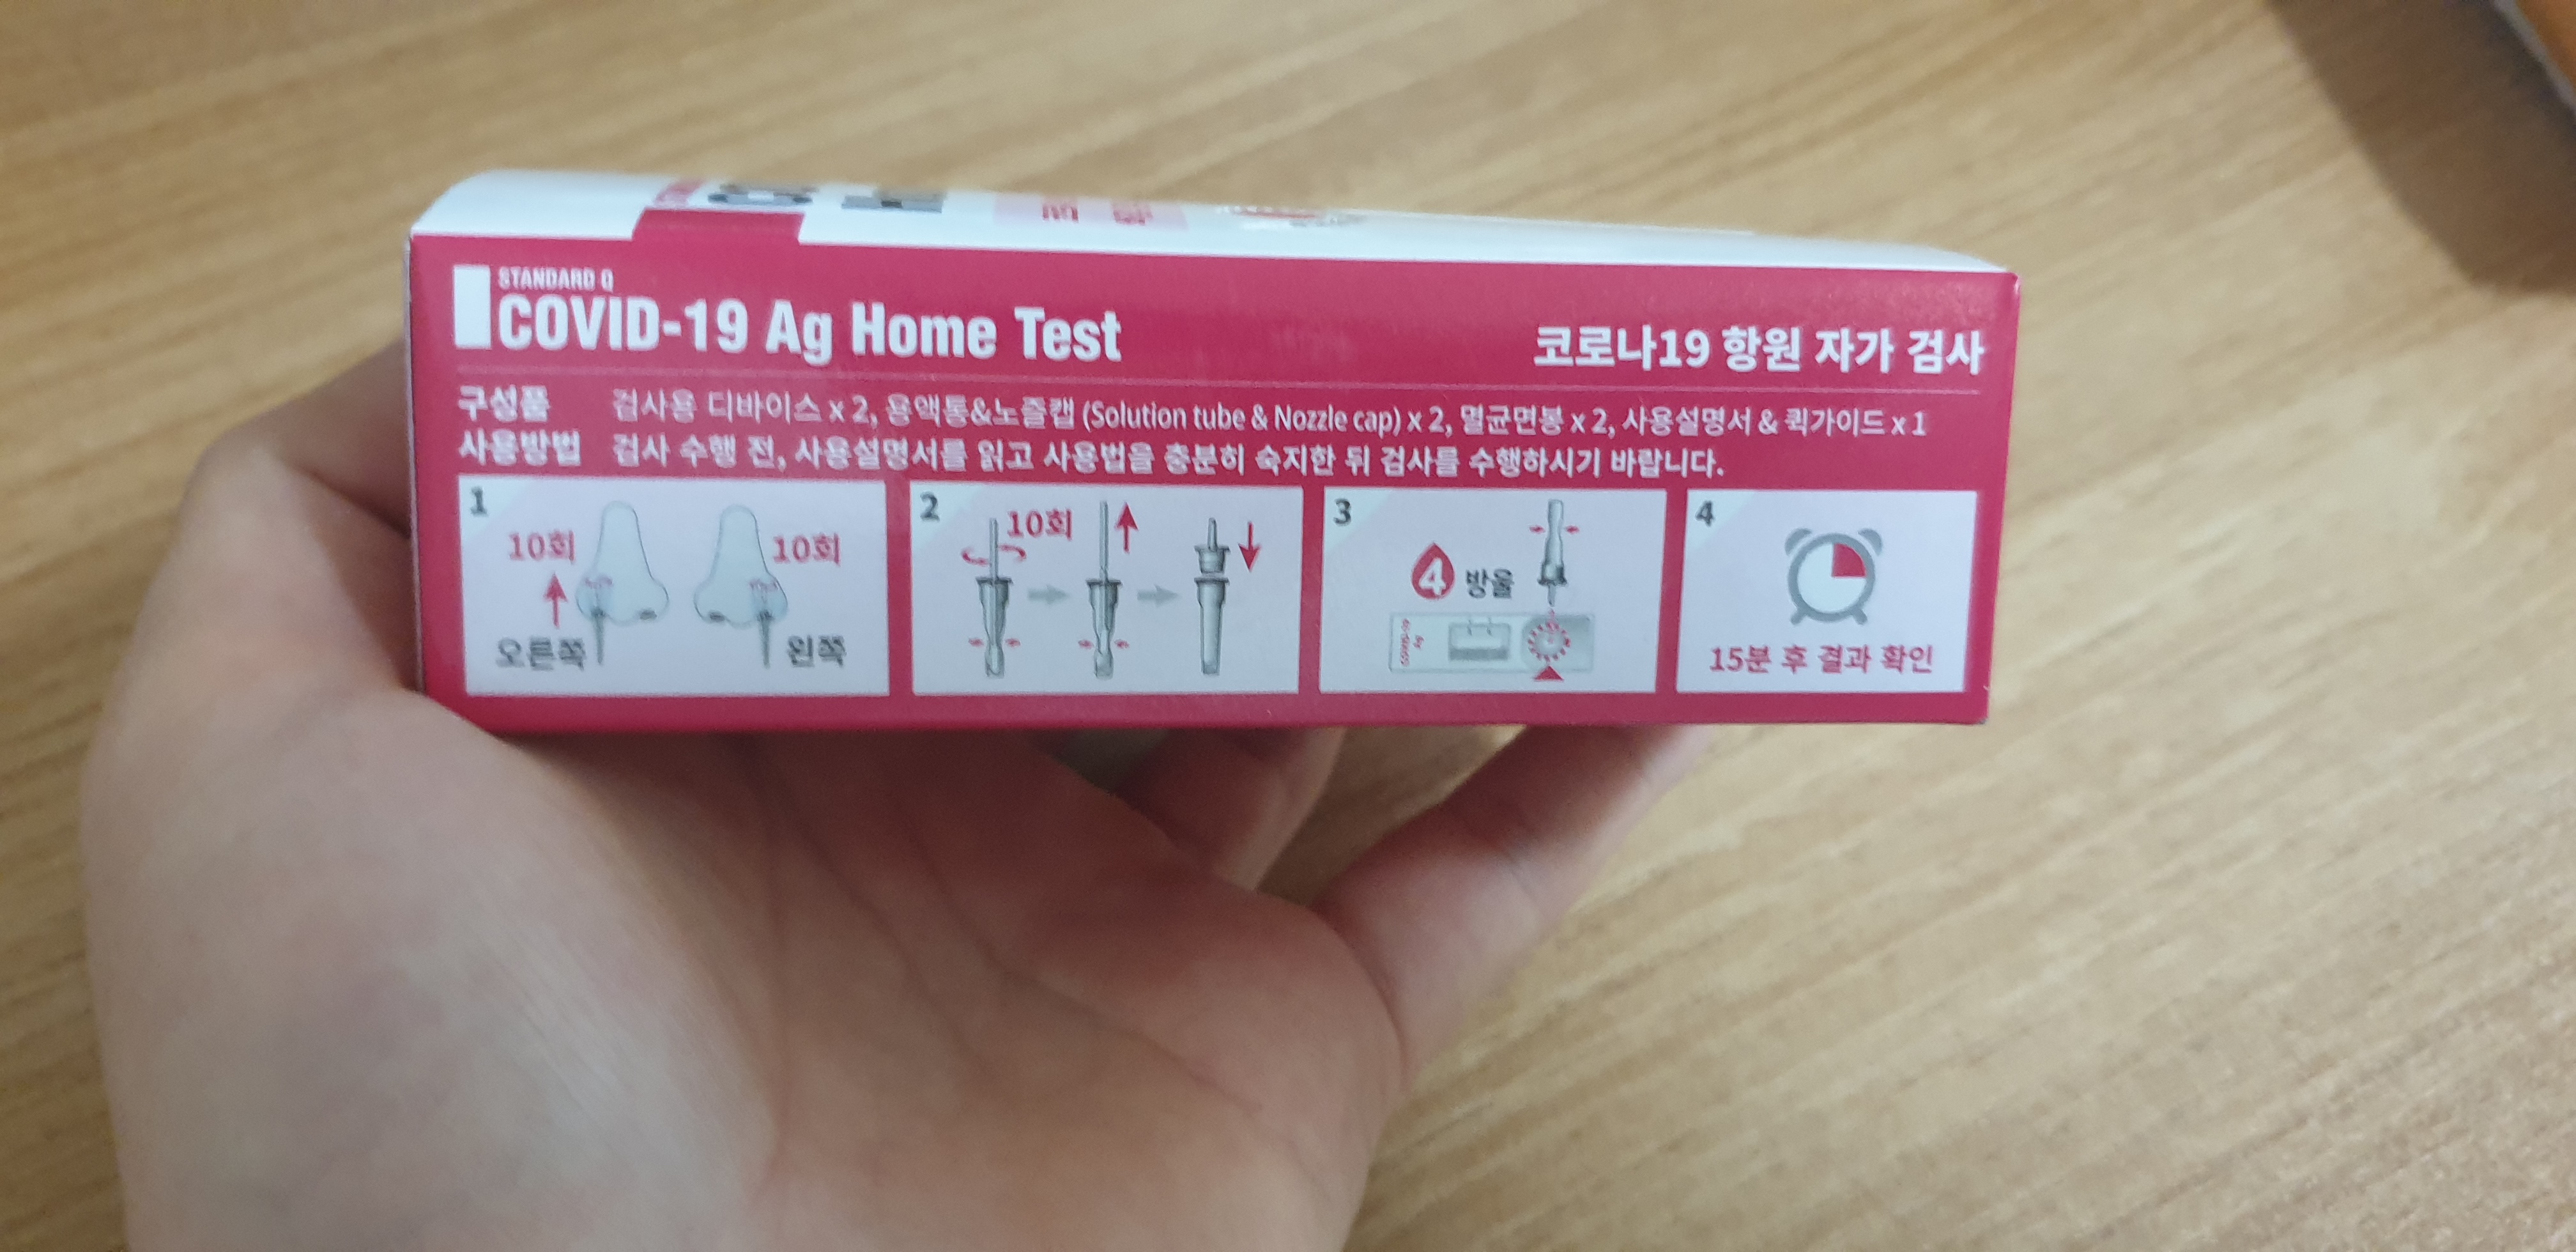 STANDARD Q
COVID-19 Ag Home Test
코로나19 항원 자가 검사
구성품 검사용 디바이스 x 2, 용액통&노즐캡 (Solution tube & Nozzle cap) x 2, 멸균면봉 x 2, 사용설명서 & 퀵가이드 x 1
사용방법 검사 수행 전, 사용설명서를 읽고 사용법을 충분히 숙지한 뒤 검사를 수행하시기 바랍니다.
1
10회
10회
오른쪽
왼쪽
2
10회
3
4 방울
4
15분 후 결과 확인